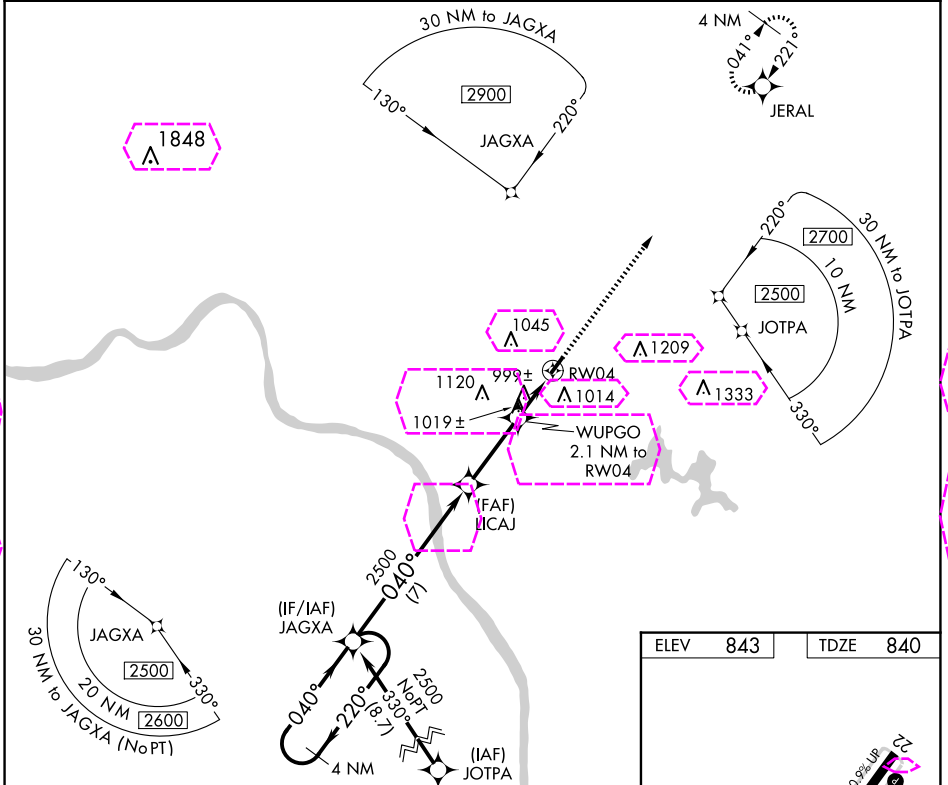 30 NM to JAGXA
130°
2900
220°
JAGXA
4 NM
041°
221°
JERAL
1848
220°
30 NM to JOTPA
2700
10 NM
2500
JOTPA
330°
1045
1209
999±
RW04
1120
1014
1333
1019±
WUPGO
2.1 NM to
RW04
(FAF)
LICAJ
2500
040°
(7)
(IF/IAF)
JAGXA
130°
JAGXA
2500
330°
20 NM
2600
30 NM to JAGXA (NoPT)
040°
220°
4 NM
2500
NoPT
330°
(8.7)
(IAF)
JOTPA
ELEV 843
TDZE 840
22
0.9% UP